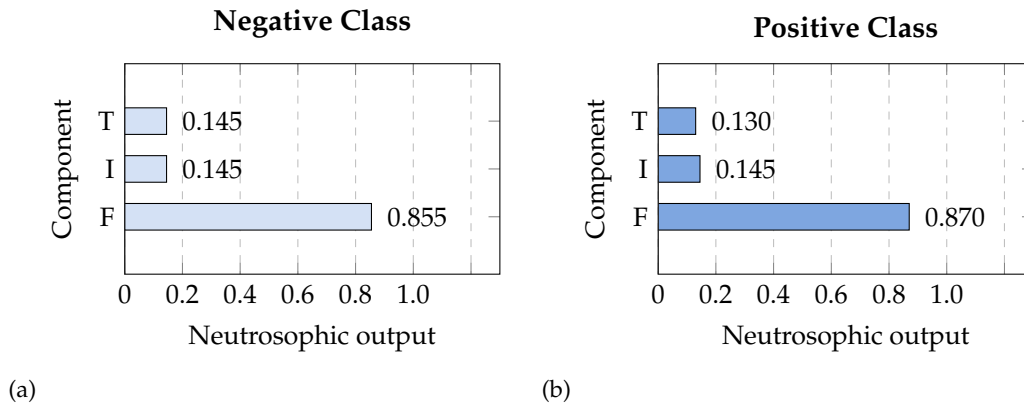 Negative Class
Component
T
0.145
I
0.145
F
0.855
0 0.2 0.4 0.6 0.8 1.0
Neutrosophic output
(a)
Positive Class
Component
T
0.130
I
0.145
F
0.870
0 0.2 0.4 0.6 0.8 1.0
Neutrosophic output
(b)